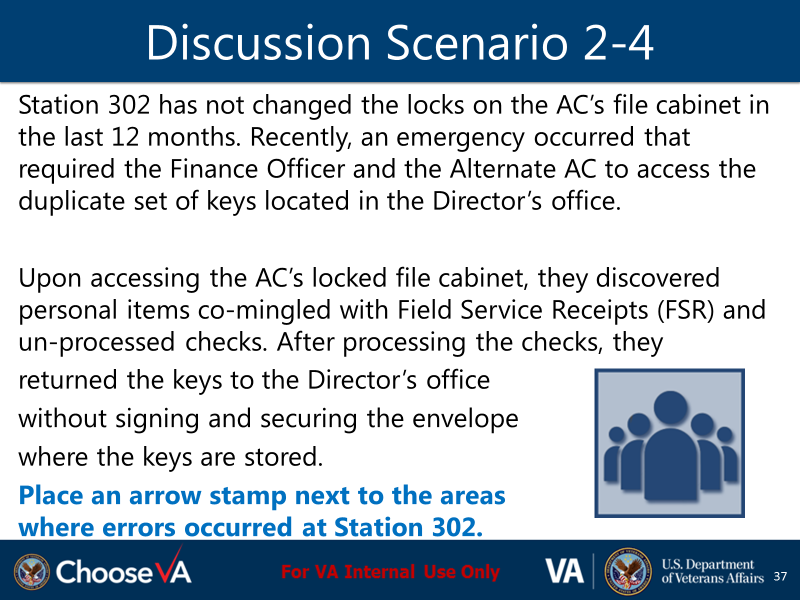 Discussion Scenario 2-4
Station 302 has not changed the locks on the AC’s file cabinet in
the last 12 months. Recently, an emergency occurred that
required the Finance Officer and the Alternate AC to access the
duplicate set of keys located in the Director’s office.
Upon accessing the AC’s locked file cabinet, they discovered
personal items co-mingled with Field Service Receipts (FSR) and
un-processed checks. After processing the checks, they
returned the keys to the Director’s office
without signing and securing the envelope
where the keys are stored.
Place an arrow stamp next to the areas
where errors occurred at Station 302.
Choose VA
For VA Internal Use Only
VA
U.S. Department
of Veterans Affairs
37